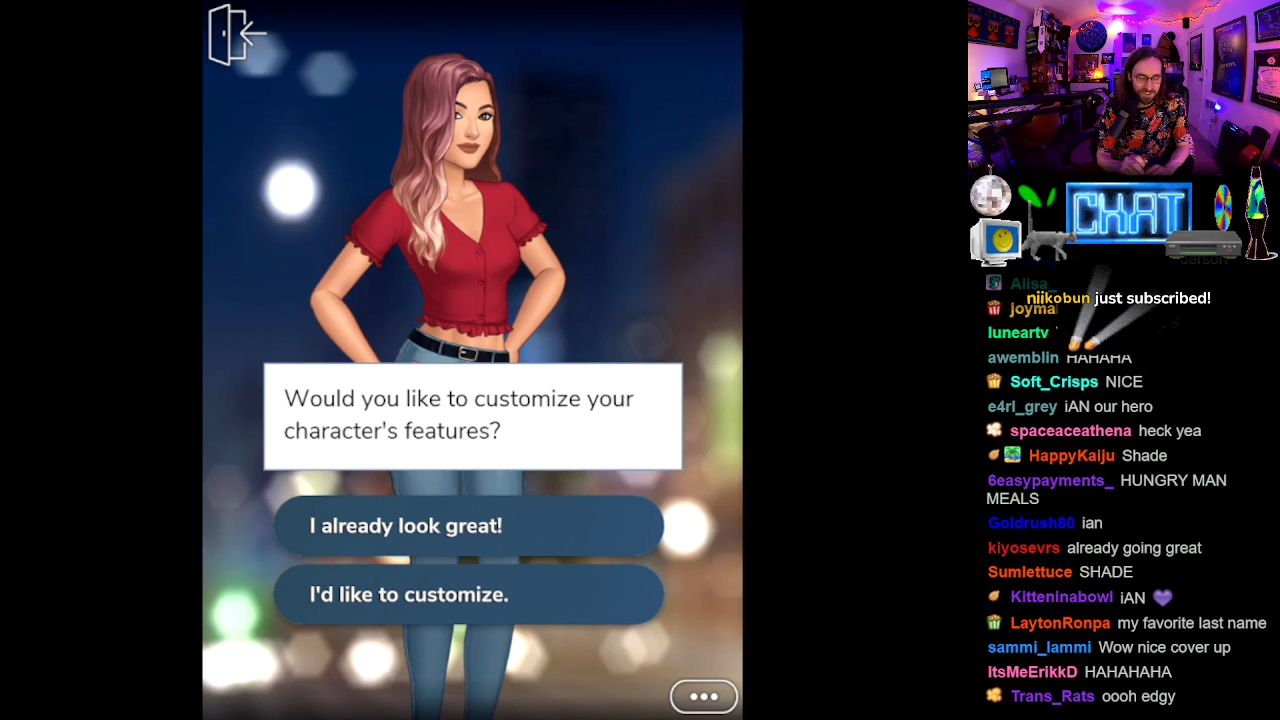 Would you like to customize your
character's features?
I already look great!
I'd like to customize.
CHAT
Alisa_
niikobun just subscribed!
joyma
luneartv
awemblin HAHAHA
Soft_Crisps NICE
e4rl_grey iAN our hero
spaceaceathena heck yea
HappyKaiju Shade
6easypayments_ HUNGRY MAN
MEALS
Goldrush80 ian
kiyosevrs already going great
Sumlettuce SHADE
Kitteninabowl iAN
LaytonRonpa my favorite last name
sammi_lammi Wow nice cover up
ItsMeErikkD HAHAHAHA
Trans_Rats oooh edgy